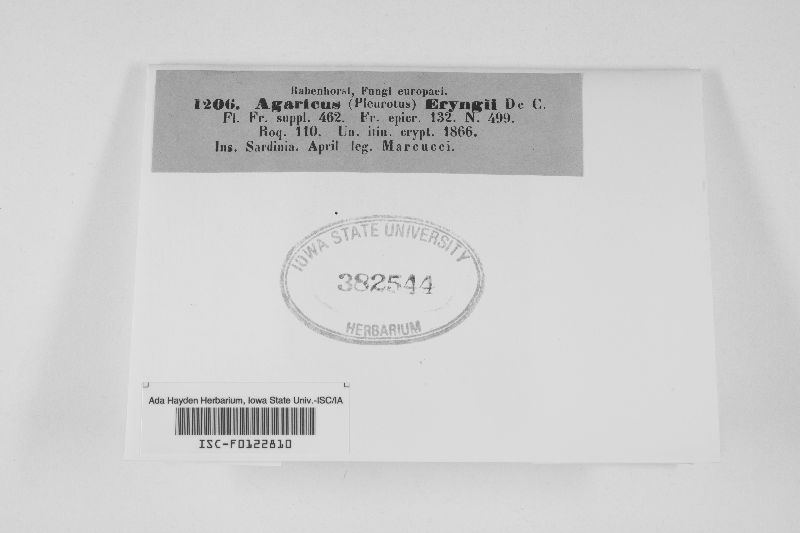 Rabenhorst, Fungi europaei.
1206. Agaricus (Pleurotus) Eryngii De C.
Fl. Fr. suppl. 462. Fr. epicr. 132. N. 499.
Roq. 110. Un. itin. crypt. 1866.
Ins. Sardinia. April leg. Marcucci.
IOWA STATE UNIVERSITY
382544
HERBARIUM
Ada Hayden Herbarium, Iowa State Univ.-ISC/IA
ISC-F0122810